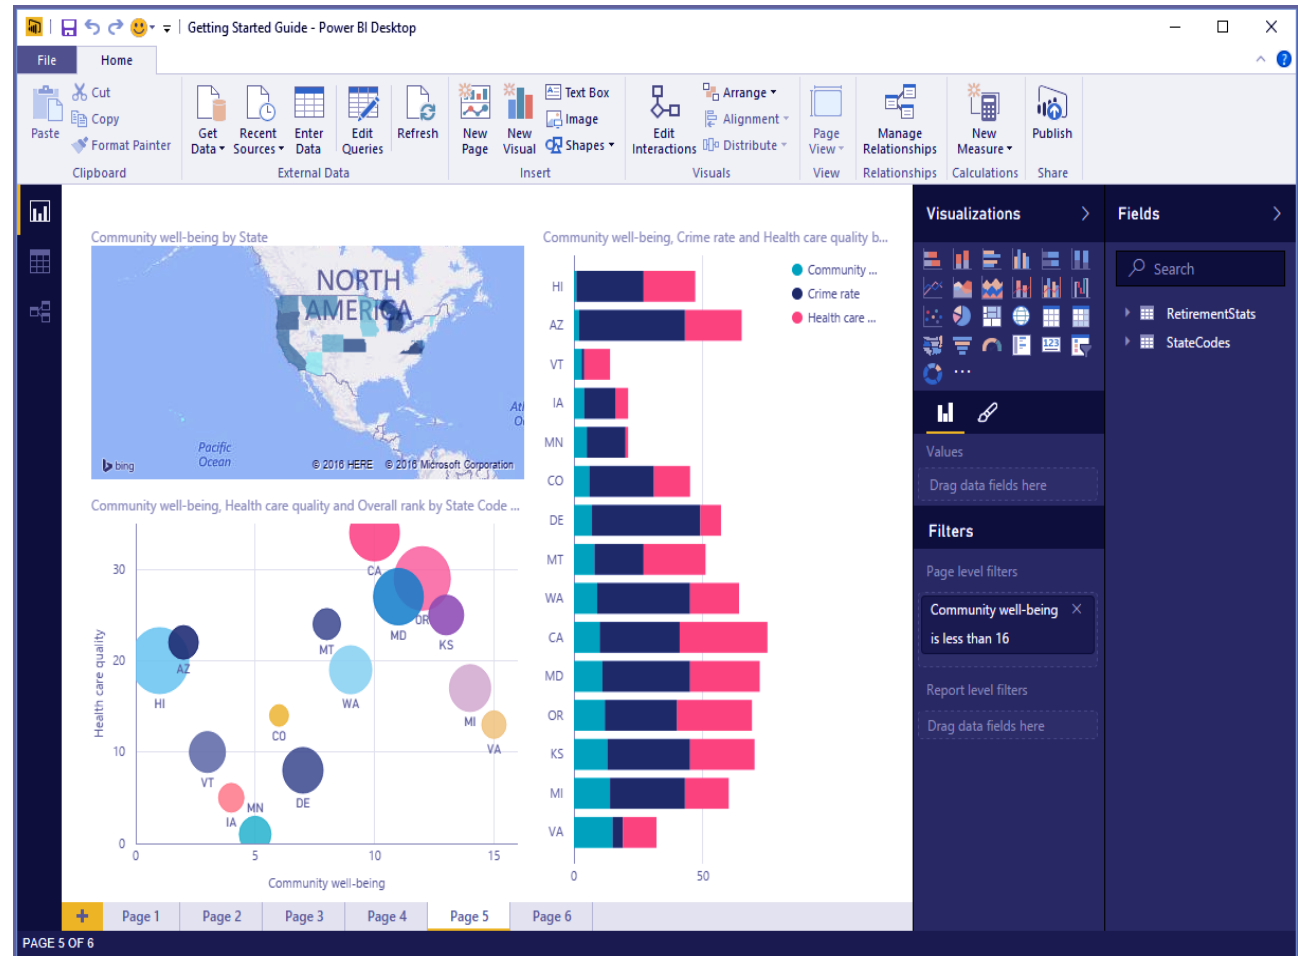 Getting Started Guide - Power BI Desktop
File Home
Paste
Cut
Copy
Format Painter
Clipboard
Get Data
Recent Sources
Enter Data
Edit Queries
Refresh
External Data
New Page
New Visual
Text Box
Image
Shapes
Insert
Edit Interactions
Arrange
Alignment
Distribute
Visuals
Page View
View
Manage Relationships
Relationships
New Measure
Calculations
Publish
Share
Community well-being by State
NORTH
AMERICA
Pacific
Ocean
bing
© 2016 HERE © 2016 Microsoft Corporation
Community well-being, Health care quality and Overall rank by State Code ...
Health care quality
30
20
10
0
CA
OR
MD
KS
MT
AZ
HI
WA
MI
VA
CO
VT
DE
IA
MN
0 5 10 15
Community well-being
Community well-being, Crime rate and Health care quality b...
Community ...
Crime rate
Health care ...
HI
AZ
VT
IA
MN
CO
DE
MT
WA
CA
MD
OR
KS
MI
VA
0 50
Visualizations
123
...
Values
Drag data fields here
Filters
Page level filters
Community well-being
is less than 16
Report level filters
Drag data fields here
Fields
Search
RetirementStats
StateCodes
+ Page 1 Page 2 Page 3 Page 4 Page 5 Page 6
PAGE 5 OF 6